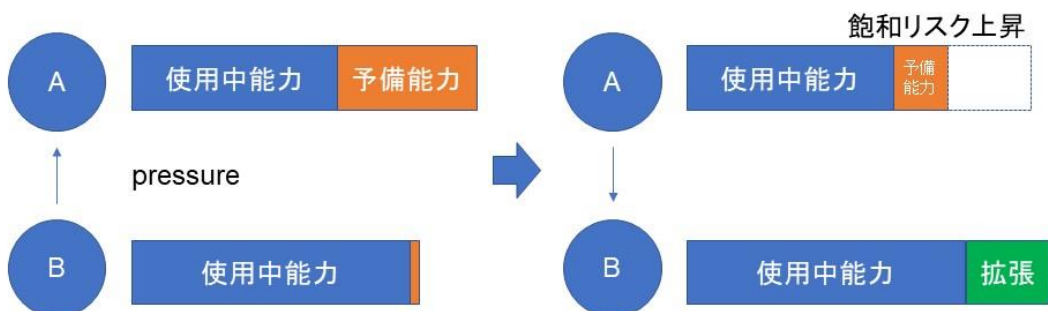 飽和リスク上昇
A
使用中能力
予備能力
A
使用中能力
予備
能力
pressure
B
使用中能力
B
使用中能力
拡張